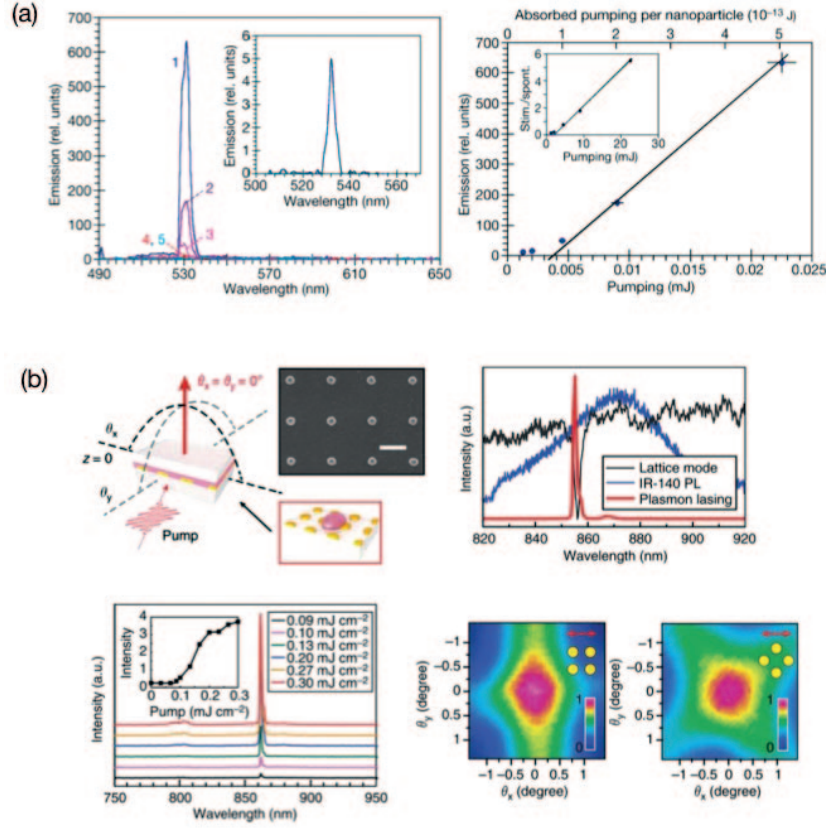 (a)
700
600
500
400
300
200
100
0
Emission (rel. units)
490
530
570
610
650
Wavelength (nm)
1
2
3
4, 5
6
5
4
3
2
1
0
Emission (rel. units)
500
520
540
560
Wavelength (nm)
Absorbed pumping per nanoparticle (10⁻¹³ J)
0
1
2
3
4
5
700
600
500
400
300
200
100
0
Emission (rel. units)
0
0.005
0.01
0.015
0.02
0.025
Pumping (mJ)
6
4
2
0
Stim./spont.
0
10
20
30
Pumping (mJ)
(b)
θx = θy = 0°
θx
z = 0
θy
Pump
Intensity (a.u.)
Lattice mode
IR-140 PL
Plasmon lasing
820
840
860
880
900
920
Wavelength (nm)
Intensity (a.u.)
4
3
2
1
0
Intensity
0
0.1
0.2
0.3
Pump (mJ cm⁻²)
0.09 mJ cm⁻²
0.10 mJ cm⁻²
0.13 mJ cm⁻²
0.20 mJ cm⁻²
0.27 mJ cm⁻²
0.30 mJ cm⁻²
750
800
850
900
950
Wavelength (nm)
θy (degree)
−1
−0.5
0
0.5
1
1
0
−1
−0.5
0
0.5
1
θx (degree)
θy (degree)
−1
−0.5
0
0.5
1
1
0
−1
−0.5
0
0.5
1
θx (degree)